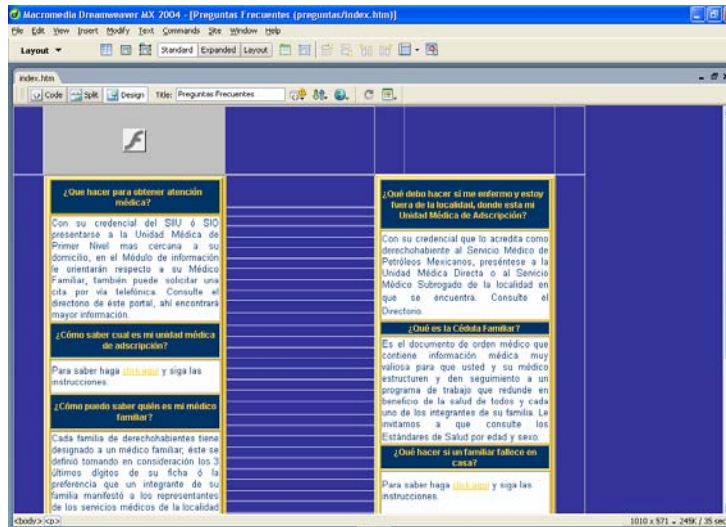 Macromedia Dreamweaver MX 2004 - [Preguntas Frecuentes (preguntas/index.htm)]
File Edit View Insert Modify Text Commands Site Window Help
Layout Standard Expanded Layout
index.htm
Code Split Design Title: Preguntas Frecuentes
¿Que hacer para obtener atención
médica?
Con su credencial del SIIU ó SIO
presentarse a la Unidad Médica de
Primer Nivel mas cercana a su
domicilio, en el Módulo de información
le orientarán respecto a su Médico
Familiar, también puede solicitar una
cita por vía telefónica. Consulte el
directorio de éste portal, ahí encontrará
mayor información.
¿Cómo saber cual es mi unidad médica
de adscripción?
Para saber haga click aquí y siga las
instrucciones.
¿Cómo puedo saber quién es mi médico
familiar?
Cada familia de derechohabientes tiene
designado a un médico familiar, éste se
definió tomando en consideración los 3
últimos dígitos de su ficha ó la
preferencia que un integrante de su
familia manifestó a los representantes
de los servicios médicos de la localidad
¿Qué debo hacer si me enfermo y estoy
fuera de la localidad, donde esta mi
Unidad Médica de Adscripción?
Con su credencial que lo acredita como
derechohabiente al Servicio Médico de
Petróleos Mexicanos, preséntese a la
Unidad Médica Directa o al Servicio
Médico Subrogado de la localidad en
que se encuentra. Consulte el
Directorio.
¿Qué es la Cédula Familiar?
Es el documento de orden médico que
contiene información médica muy
valiosa para que usted y su médico
estructuren y den seguimiento a un
programa de trabajo que redunde en
beneficio de la salud de todos y cada
uno de los integrantes de su familia. Le
invitamos a que consulte los
Estándares de Salud por edad y sexo.
¿Qué hacer si un familiar fallece en
casa?
Para saber haga click aquí y siga las
instrucciones.
<body> <p>
1010 x 571 245K / 35 sec